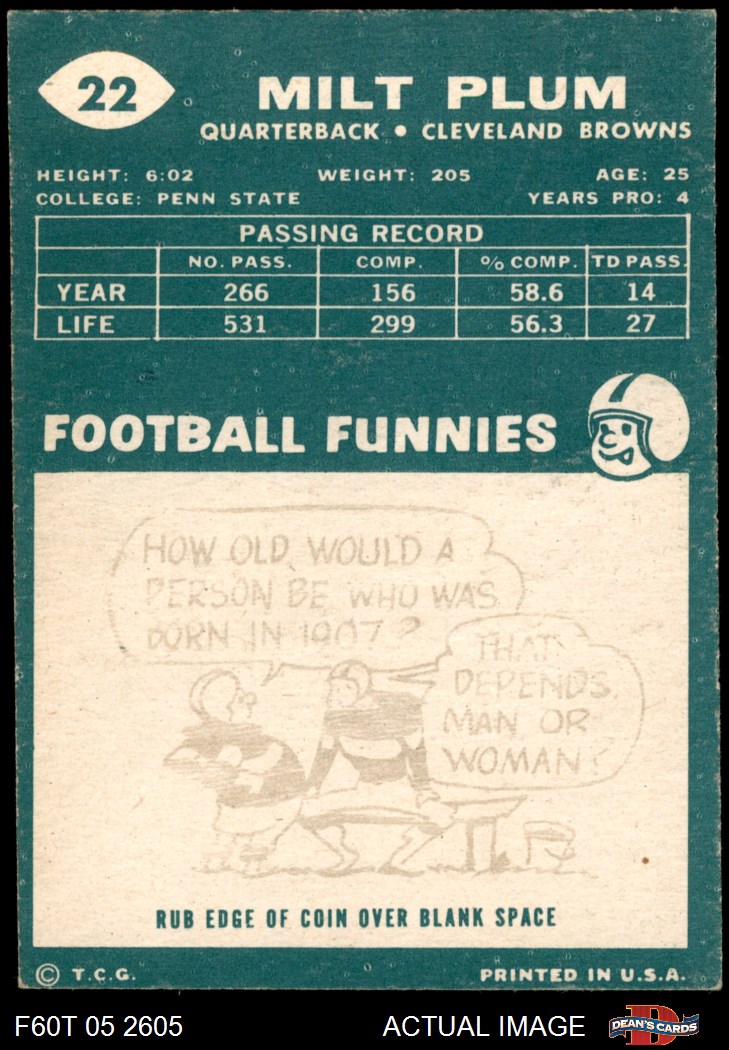 22
MILT PLUM
QUARTERBACK • CLEVELAND BROWNS
HEIGHT: 6:02 WEIGHT: 205 AGE: 25
COLLEGE: PENN STATE YEARS PRO: 4
PASSING RECORD
NO. PASS. COMP. % COMP. TD PASS.
YEAR 266 156 58.6 14
LIFE 531 299 56.3 27
FOOTBALL FUNNIES
HOW OLD WOULD A
PERSON BE WHO WAS
BORN IN 1907?
THAT
DEPENDS,
MAN OR
WOMAN?
RUB EDGE OF COIN OVER BLANK SPACE
© T.C.G. PRINTED IN U.S.A.
F60T 05 2605 ACTUAL IMAGE DEAN'S CARDS